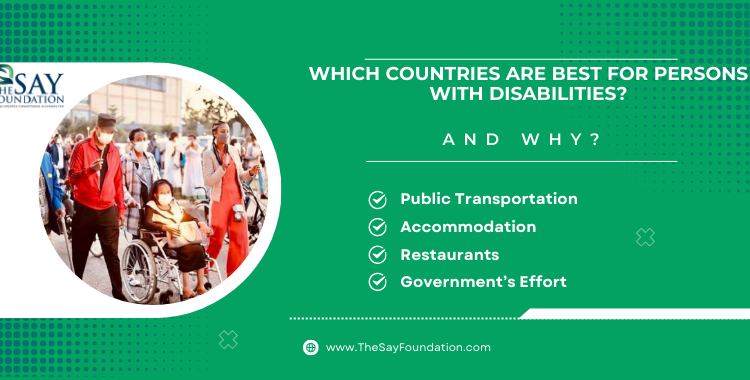 THE SAY
FOUNDATION
WHICH COUNTRIES ARE BEST FOR PERSONS
WITH DISABILITIES?
AND WHY?
Public Transportation
Accommodation
Restaurants
Government's Effort
www.TheSayFoundation.com